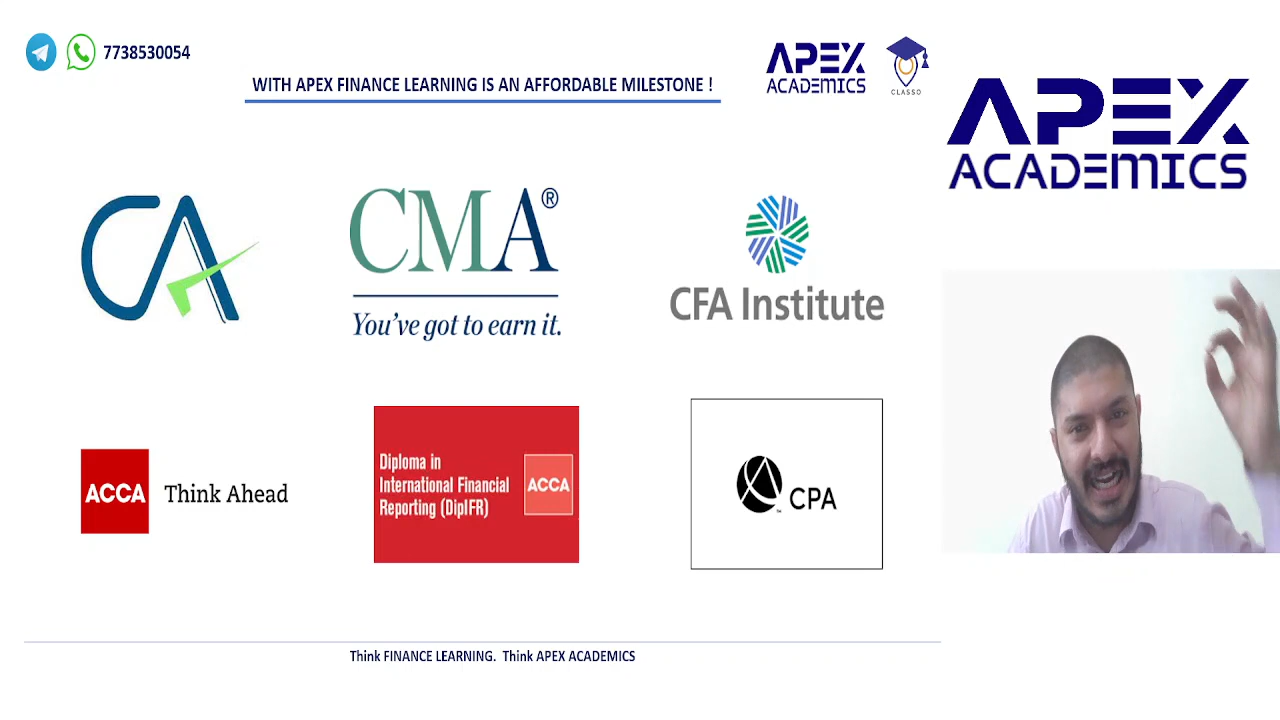 7738530054
WITH APEX FINANCE LEARNING IS AN AFFORDABLE MILESTONE !
APEX
ACADEMICS
CLASSO
APEX
ACADEMICS
CA
CMA®
You've got to earn it.
CFA Institute
ACCA
Think Ahead
Diploma in
International Financial
Reporting (DipIFR)
ACCA
CPA
Think FINANCE LEARNING. Think APEX ACADEMICS